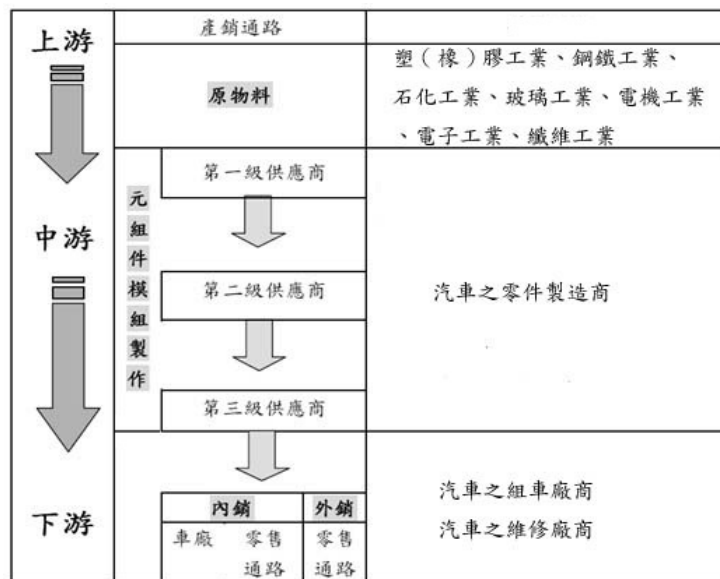 上游
產銷通路
原物料
塑（橡）膠工業、鋼鐵工業、
石化工業、玻璃工業、電機工業
、電子工業、纖維工業
中游
元組件模組製作
第一級供應商
第二級供應商
第三級供應商
汽車之零件製造商
下游
內銷
外銷
車廠
零售
通路
零售
通路
汽車之組車廠商
汽車之維修廠商